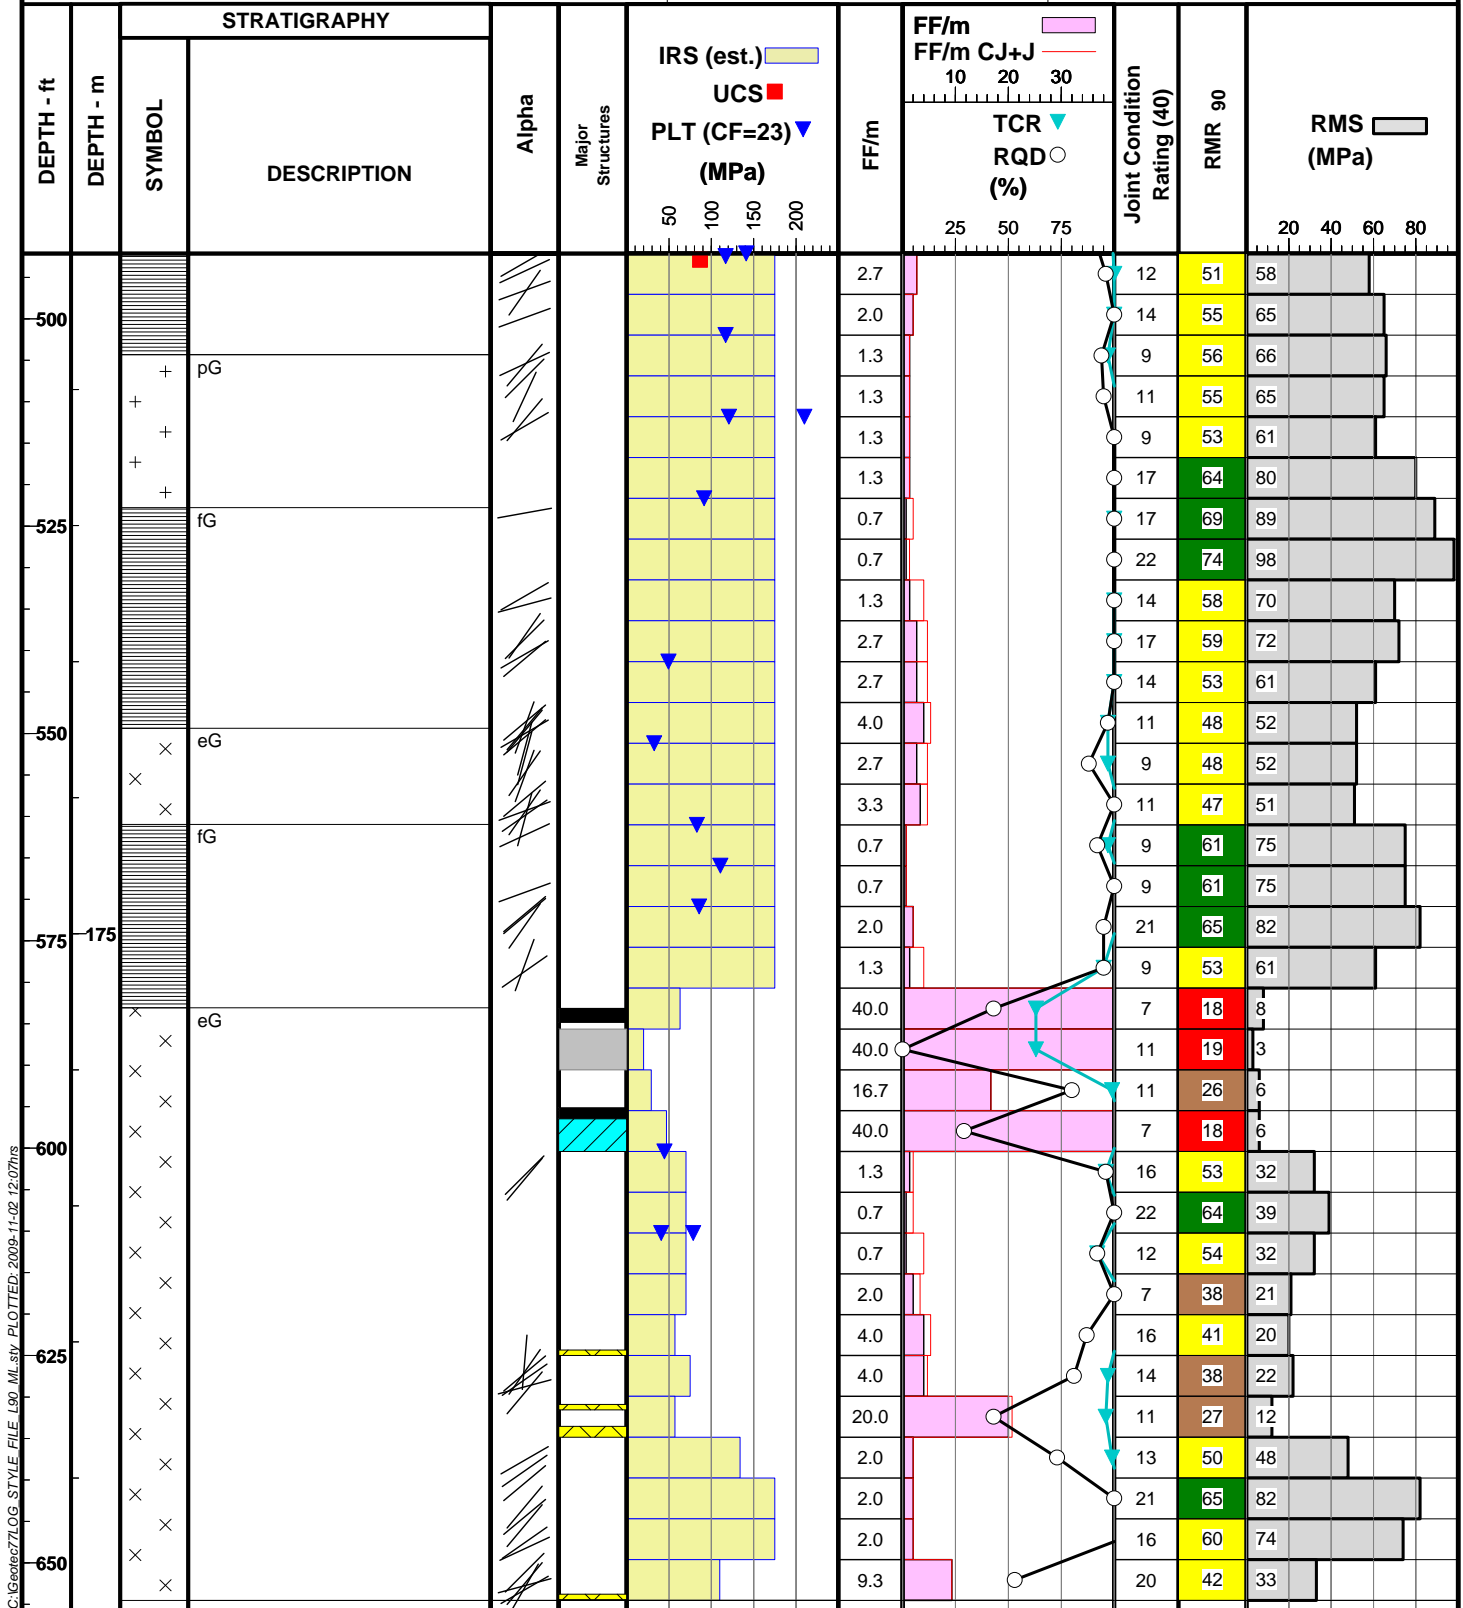 STRATIGRAPHY
DEPTH - ft
DEPTH - m
SYMBOL
DESCRIPTION
Alpha
Major
Structures
IRS (est.)
UCS
PLT (CF=23)
(MPa)
50 100 150 200
FF/m
FF/m
FF/m CJ+J
10 20 30
TCR
RQD
(%)
25 50 75
Joint Condition
Rating (40)
RMR 90
RMS
(MPa)
20 40 60 80
2.7 12 51 58
500 2.0 14 55 65
pG 1.3 9 56 66
1.3 11 55 65
1.3 9 53 61
1.3 17 64 80
525 fG 0.7 17 69 89
0.7 22 74 98
1.3 14 58 70
2.7 17 59 72
2.7 14 53 61
550 eG 4.0 11 48 52
2.7 9 48 52
3.3 11 47 51
fG 0.7 9 61 75
0.7 9 61 75
575 175 2.0 21 65 82
1.3 9 53 61
eG 40.0 7 18 8
40.0 11 19 3
16.7 11 26 6
600 40.0 7 18 6
1.3 16 53 32
0.7 22 64 39
0.7 12 54 32
2.0 7 38 21
625 4.0 16 41 20
4.0 14 38 22
20.0 11 27 12
2.0 13 50 48
2.0 21 65 82
2.0 16 60 74
650 9.3 20 42 33
C:\Geotec77LOG_STYLE_FILE_L90_ML.sty PLOTTED: 2009-11-02 12:07hrs